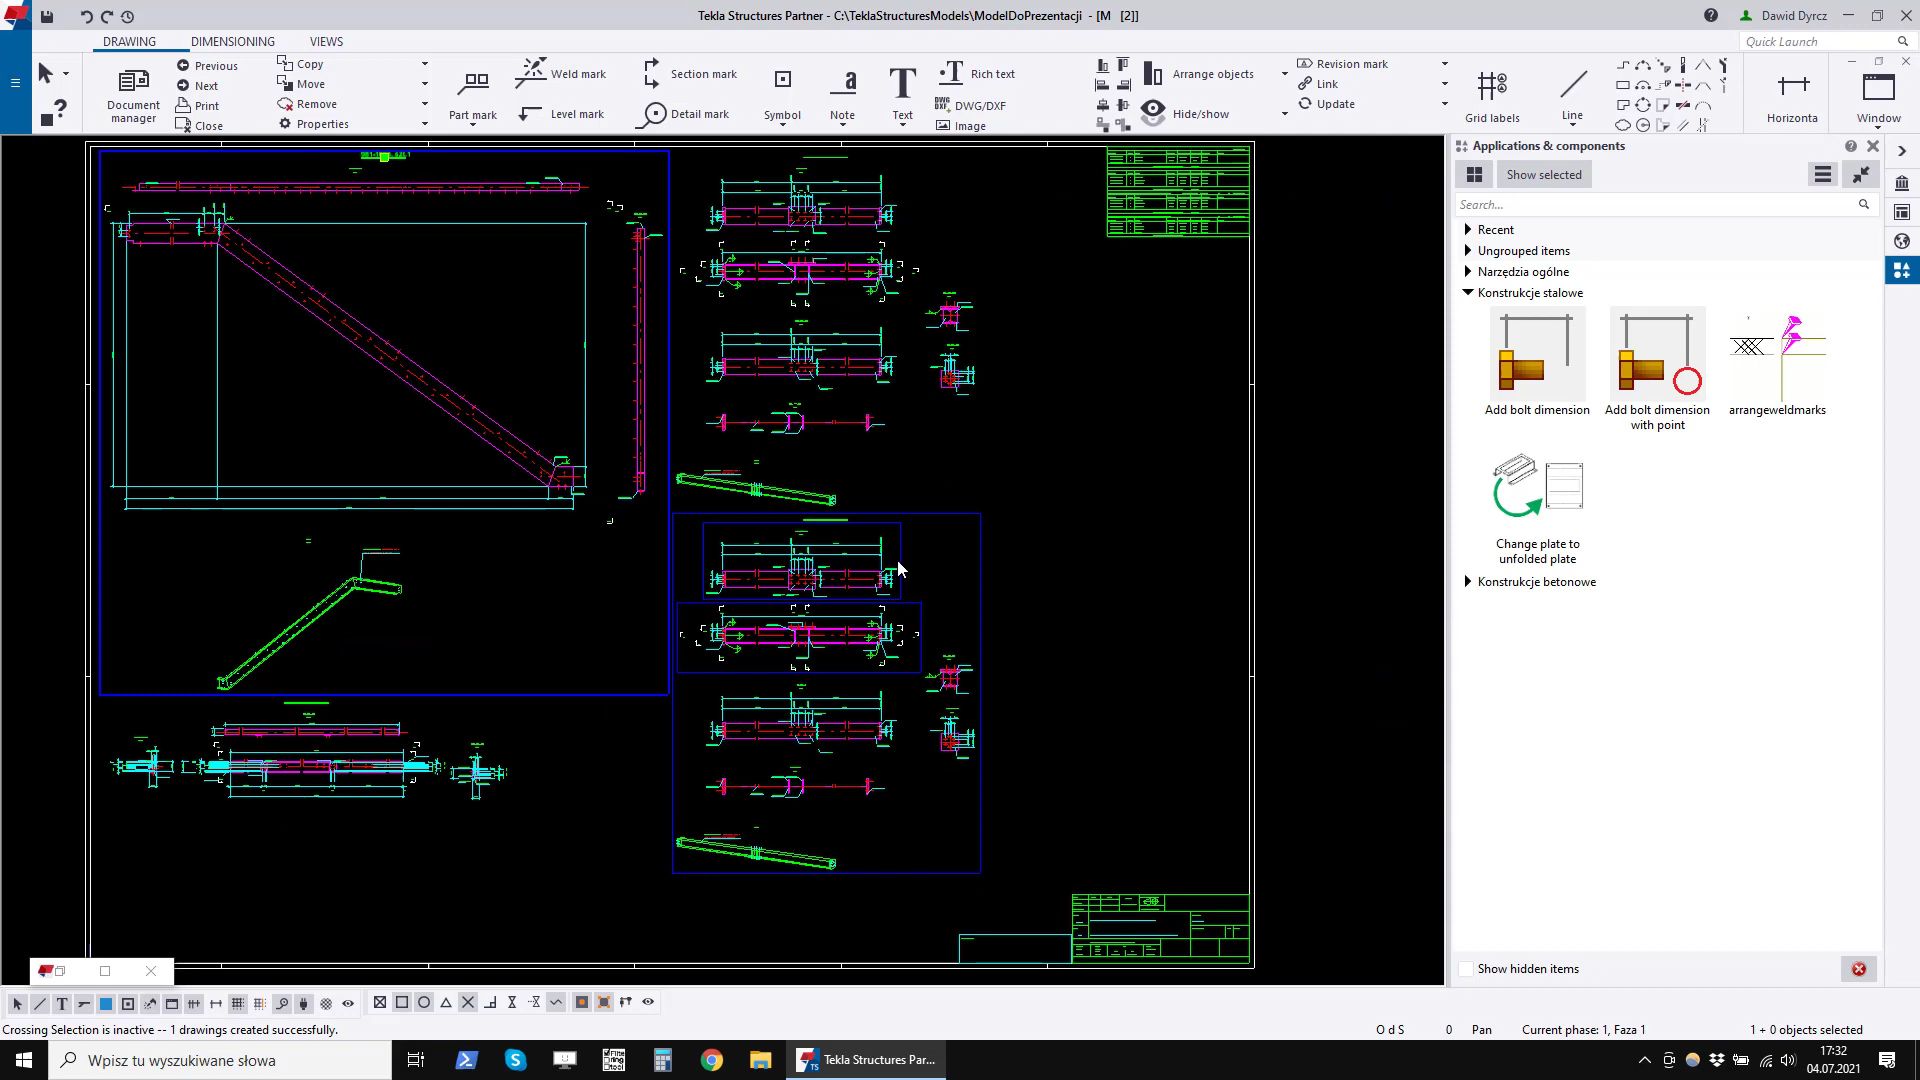 Tekla Structures Partner - C:\TeklaStructuresModels\ModelDoPrezentacji - [M [2]]
Dawid Dyrcz
DRAWING
DIMENSIONING
VIEWS
Quick Launch
Document manager
Previous
Next
Print
Close
Copy
Move
Remove
Properties
Part mark
Weld mark
Level mark
Section mark
Detail mark
Symbol
Note
Text
Rich text
DWG/DXF
Image
Arrange objects
Hide/show
Revision mark
Link
Update
Grid labels
Line
Horizonta
Window
Applications & components
Show selected
Search...
Recent
Ungrouped items
Narzędzia ogólne
Konstrukcje stalowe
Add bolt dimension
Add bolt dimension with point
arrangeweldmarks
Change plate to unfolded plate
Konstrukcje betonowe
Show hidden items
Crossing Selection is inactive -- 1 drawings created successfully.
O d S
0
Pan
Current phase: 1, Faza 1
1 + 0 objects selected
Wpisz tu wyszukiwane słowa
Tekla Structures Par...
17:32
04.07.2021